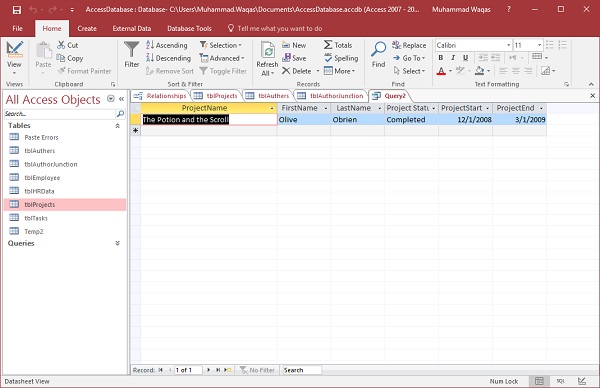 AccessDatabase : Database- C:\Users\Muhammad.Waqas\Documents\AccessDatabase.accdb (Access 2007 - 20...
Muhammad Waqas
?
File
Home
Create
External Data
Database Tools
Tell me what you want to do
View
Paste
Cut
Copy
Format Painter
Filter
Ascending
Descending
Remove Sort
Selection
Advanced
Toggle Filter
Refresh All
New
Save
Delete
Totals
Spelling
More
Find
Replace
Go To
Select
Calibri
11
B I U
Views
Clipboard
Sort & Filter
Records
Find
Text Formatting
All Access Objects
Search...
Tables
Paste Errors
tblAuthers
tblAuthorJunction
tblEmployee
tblHRData
tblProjects
tblTasks
Temp2
Queries
Relationships
tblProjects
tblAuthers
tblAuthorJunction
Query2
ProjectName
FirstName
LastName
Project Statu
ProjectStart
ProjectEnd
The Potion and the Scroll
Olive
Obrien
Completed
12/1/2008
3/1/2009
Record:
1 of 1
No Filter
Search
Datasheet View
Num Lock
SQL